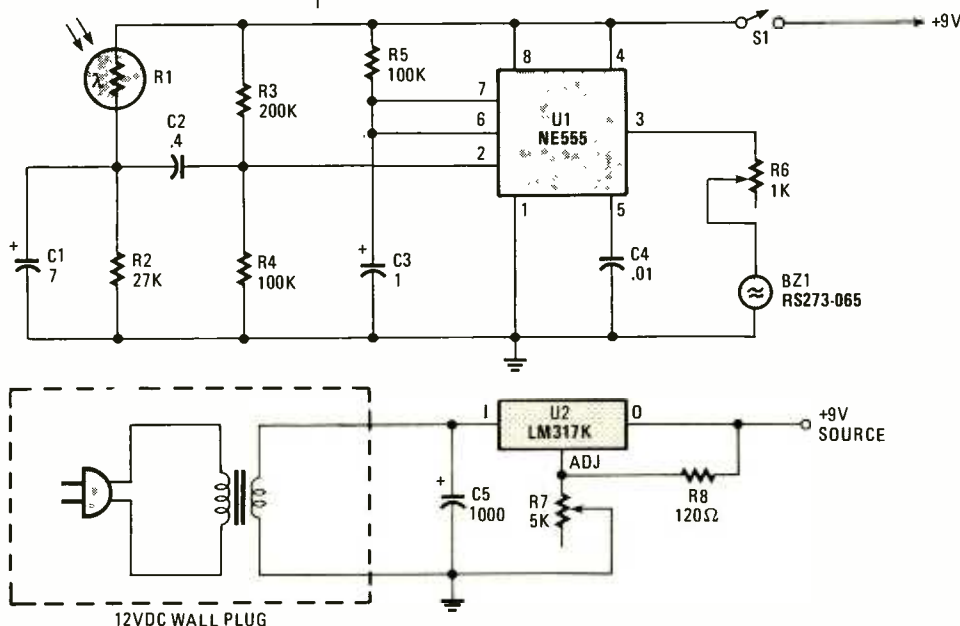 S1
+9V
λ
R1
R5
100K
8
4
R3
200K
C2
.4
7
6
2
U1
NE555
3
R6
1K
1
5
+
C1
7
R2
27K
R4
100K
+
C3
1
C4
.01
BZ1
RS273-065
I
U2
LM317K
O
+9V
SOURCE
ADJ
+
C5
1000
R7
5K
R8
120Ω
12VDC WALL PLUG